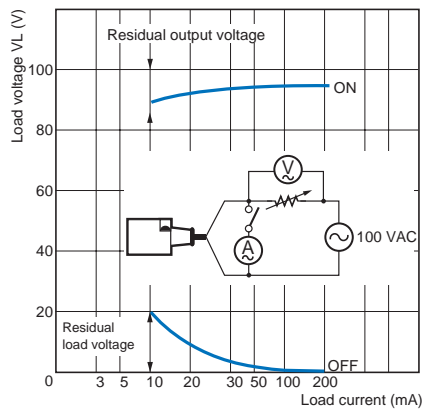 Load voltage VL (V)
Residual output voltage
100
ON
80
60
V
100 VAC
A
40
20
Residual
load voltage
OFF
0
3 5 10 20 30 50 100 200
Load current (mA)